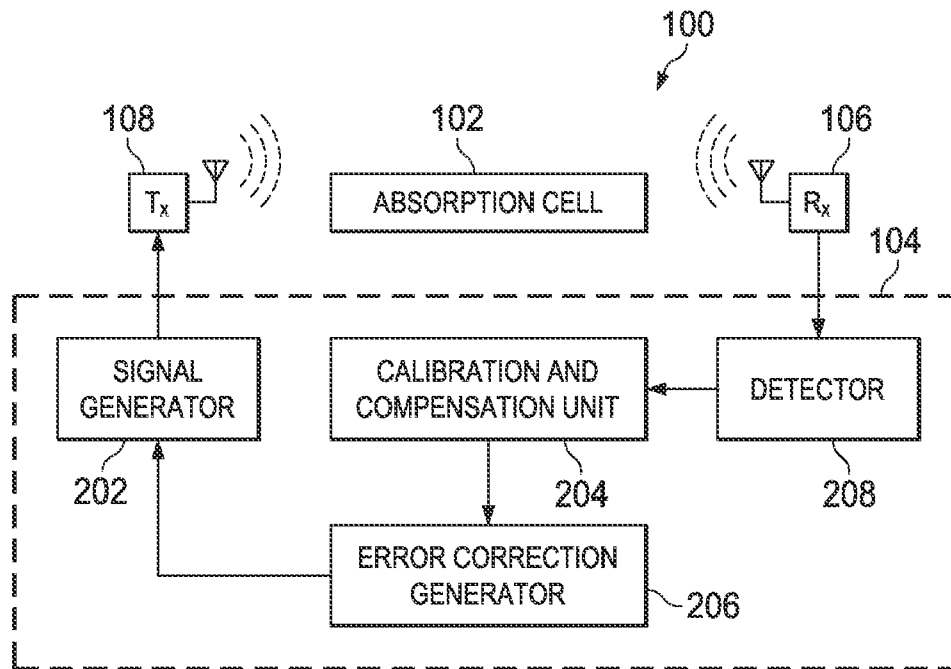 100
108
102
106
Tx
ABSORPTION CELL
Rx
104
SIGNAL
GENERATOR
CALIBRATION AND
COMPENSATION UNIT
DETECTOR
202
204
208
ERROR CORRECTION
GENERATOR
206